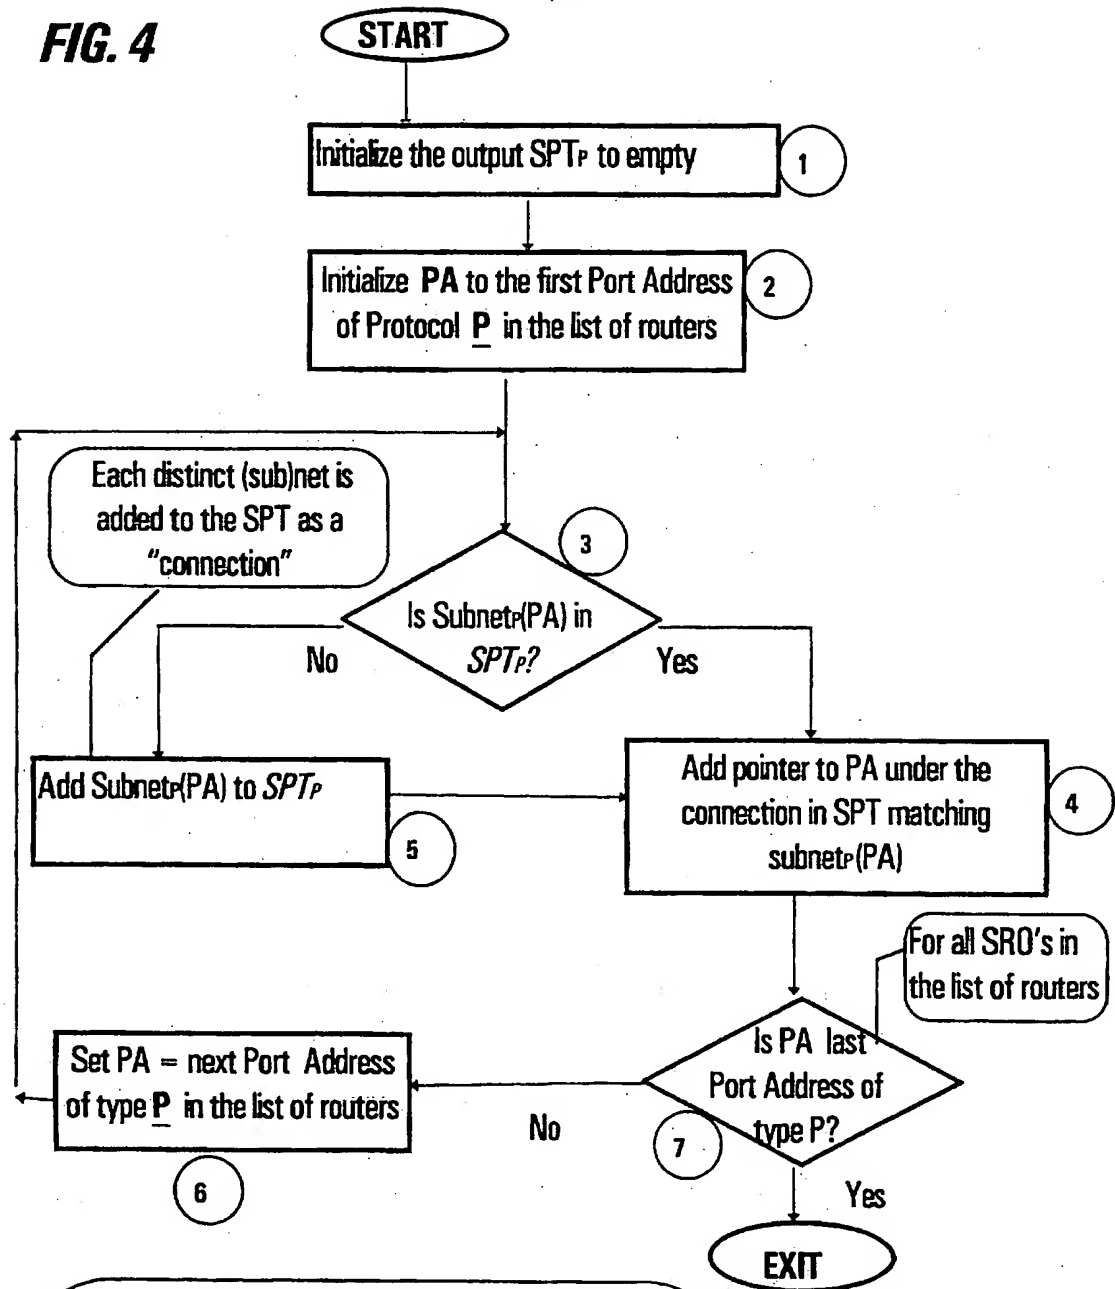 FIG. 4
START
Initialize the output SPTP to empty
1
Initialize PA to the first Port Address
of Protocol P in the list of routers
2
Each distinct (sub)net is
added to the SPT as a
"connection"
3
Is SubnetP(PA) in
SPTP?
No
Yes
Add SubnetP(PA) to SPTP
5
Add pointer to PA under the
connection in SPT matching
subnetP(PA)
4
For all SRO's in
the list of routers
Is PA last
Port Address of
type P?
7
No
Set PA = next Port Address
of type P in the list of routers
6
Yes
EXIT